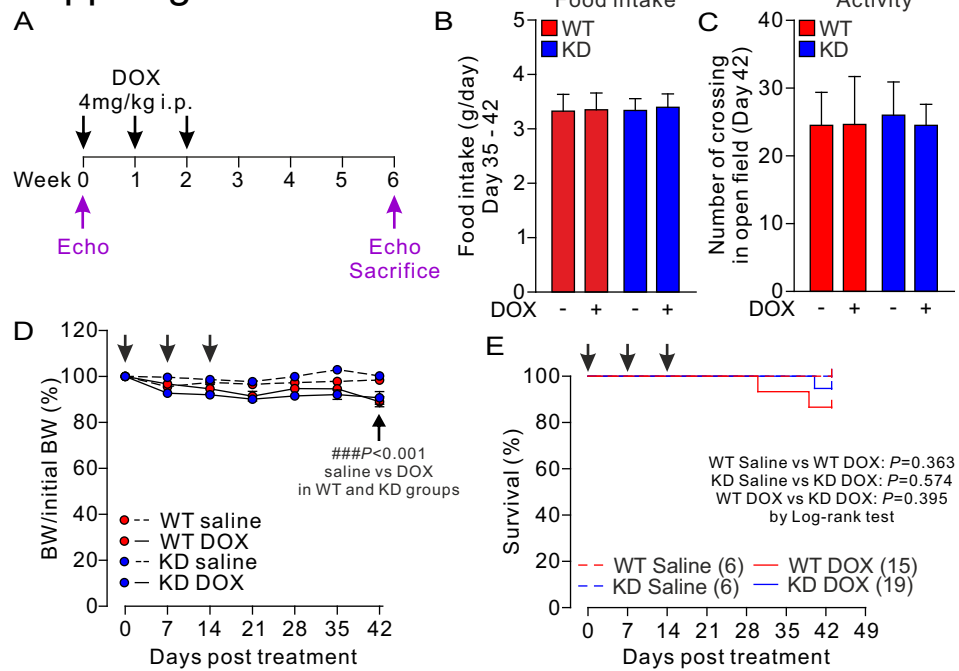 A
DOX
4mg/kg i.p.
Week 0 1 2 3 4 5 6
Echo
Echo
Sacrifice
B
Food intake
WT
KD
Food intake (g/day)
Day 35 - 42
5
4
3
2
1
0
DOX - + - +
C
Activity
WT
KD
Number of crossing
in open field (Day 42)
40
30
20
10
0
DOX - + - +
D
BW/initial BW (%)
120
100
80
60
40
20
0
###P<0.001
saline vs DOX
in WT and KD groups
WT saline
WT DOX
KD saline
KD DOX
0 7 14 21 28 35 42
Days post treatment
E
Survival (%)
100
80
60
40
20
0
WT Saline vs WT DOX: P=0.363
KD Saline vs KD DOX: P=0.574
WT DOX vs KD DOX: P=0.395
by Log-rank test
WT Saline (6) WT DOX (15)
KD Saline (6) KD DOX (19)
0 7 14 21 28 35 42 49
Days post treatment